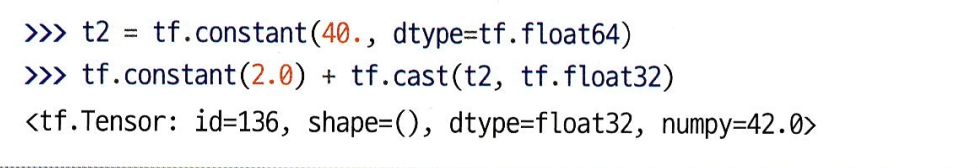 >>> t2 = tf.constant(40., dtype=tf.float64)
>>> tf.constant(2.0) + tf.cast(t2, tf.float32)
<tf.Tensor: id=136, shape=(), dtype=float32, numpy=42.0>